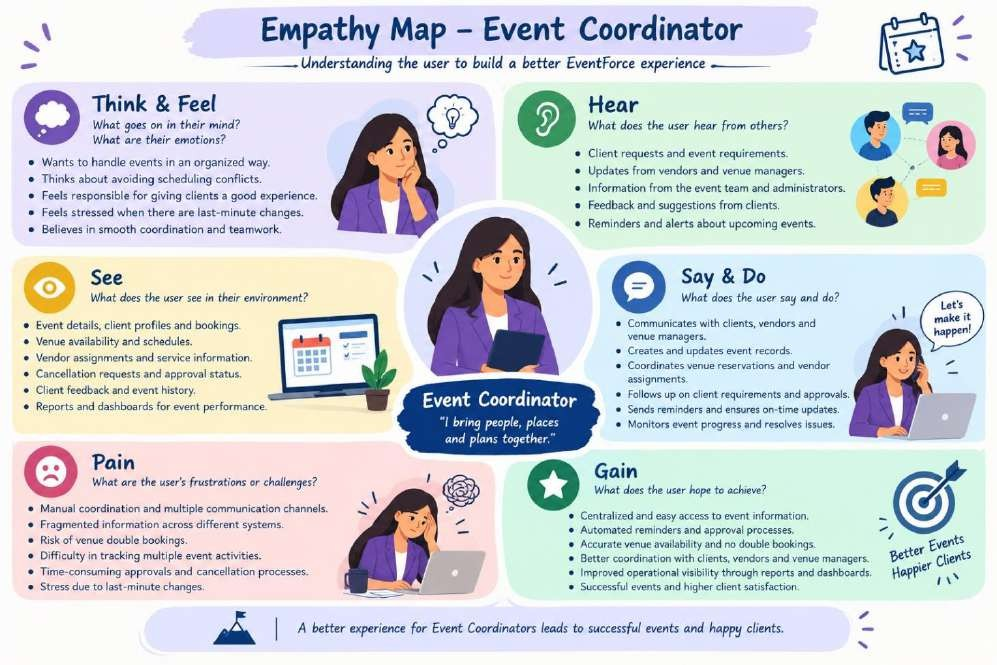 Empathy Map – Event Coordinator
Understanding the user to build a better EventForce experience
Think & Feel
What goes on in their mind?
What are their emotions?
• Wants to handle events in an organized way.
• Thinks about avoiding scheduling conflicts.
• Feels responsible for giving clients a good experience.
• Feels stressed when there are last-minute changes.
• Believes in smooth coordination and teamwork.
Hear
What does the user hear from others?
• Client requests and event requirements.
• Updates from vendors and venue managers.
• Information from the event team and administrators.
• Feedback and suggestions from clients.
• Reminders and alerts about upcoming events.
See
What does the user see in their environment?
• Event details, client profiles and bookings.
• Venue availability and schedules.
• Vendor assignments and service information.
• Cancellation requests and approval status.
• Client feedback and event history.
• Reports and dashboards for event performance.
Event Coordinator
"I bring people, places
and plans together."
Say & Do
What does the user say and do?
• Communicates with clients, vendors and
venue managers.
• Creates and updates event records.
• Coordinates venue reservations and vendor
assignments.
• Follows up on client requirements and approvals.
• Sends reminders and ensures on-time updates.
• Monitors event progress and resolves issues.
Let's
make it
happen!
Pain
What are the user's frustrations or challenges?
• Manual coordination and multiple communication channels.
• Fragmented information across different systems.
• Risk of venue double bookings.
• Difficulty in tracking multiple event activities.
• Time-consuming approvals and cancellation processes.
• Stress due to last-minute changes.
Gain
What does the user hope to achieve?
• Centralized and easy access to event information.
• Automated reminders and approval processes.
• Accurate venue availability and no double bookings.
• Better coordination with clients, vendors and venue managers.
• Improved operational visibility through reports and dashboards.
• Successful events and higher client satisfaction.
Better Events
Happier Clients
A better experience for Event Coordinators leads to successful events and happy clients.